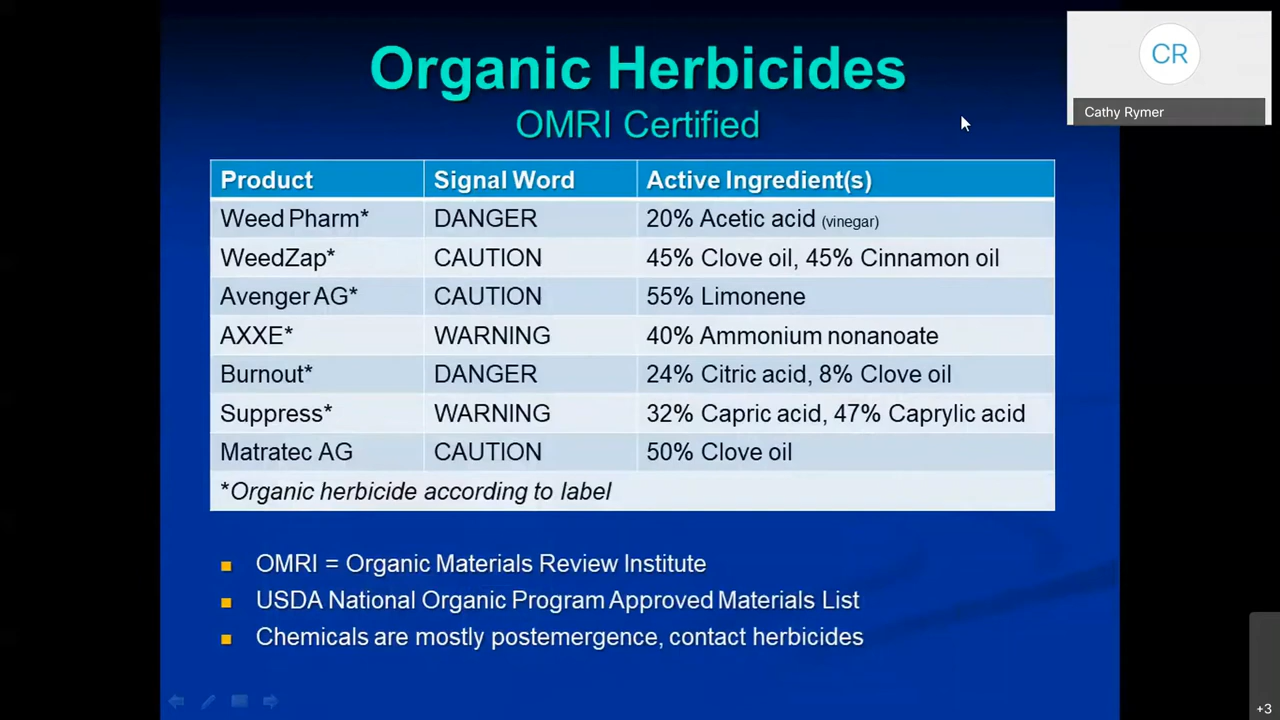 Organic Herbicides
OMRI Certified
CR
Cathy Rymer
Product Signal Word Active Ingredient(s)
Weed Pharm* DANGER 20% Acetic acid (vinegar)
WeedZap* CAUTION 45% Clove oil, 45% Cinnamon oil
Avenger AG* CAUTION 55% Limonene
AXXE* WARNING 40% Ammonium nonanoate
Burnout* DANGER 24% Citric acid, 8% Clove oil
Suppress* WARNING 32% Capric acid, 47% Caprylic acid
Matratec AG CAUTION 50% Clove oil
*Organic herbicide according to label
OMRI = Organic Materials Review Institute
USDA National Organic Program Approved Materials List
Chemicals are mostly postemergence, contact herbicides
+3